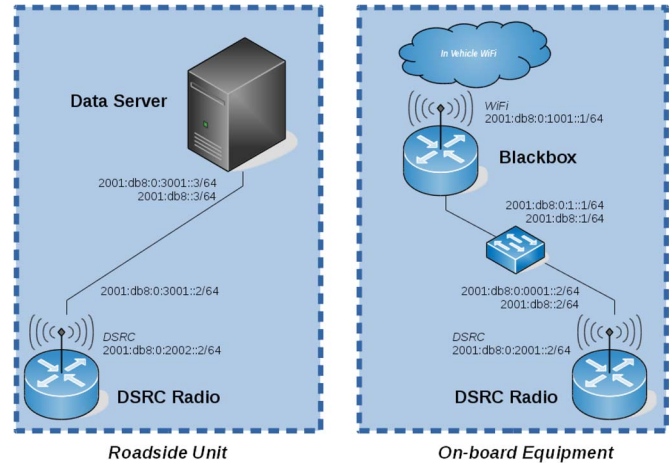 Data Server
2001:db8:0:3001::3/64
2001:db8::3/64
2001:db8:0:3001::2/64
DSRC
2001:db8:0:2002::2/64
DSRC Radio
Roadside Unit
In Vehicle WiFi
WiFi
2001:db8:0:1001::1/64
Blackbox
2001:db8:0:1::1/64
2001:db8::1/64
2001:db8:0:0001::2/64
2001:db8::2/64
DSRC
2001:db8:0:2001::2/64
DSRC Radio
On-board Equipment